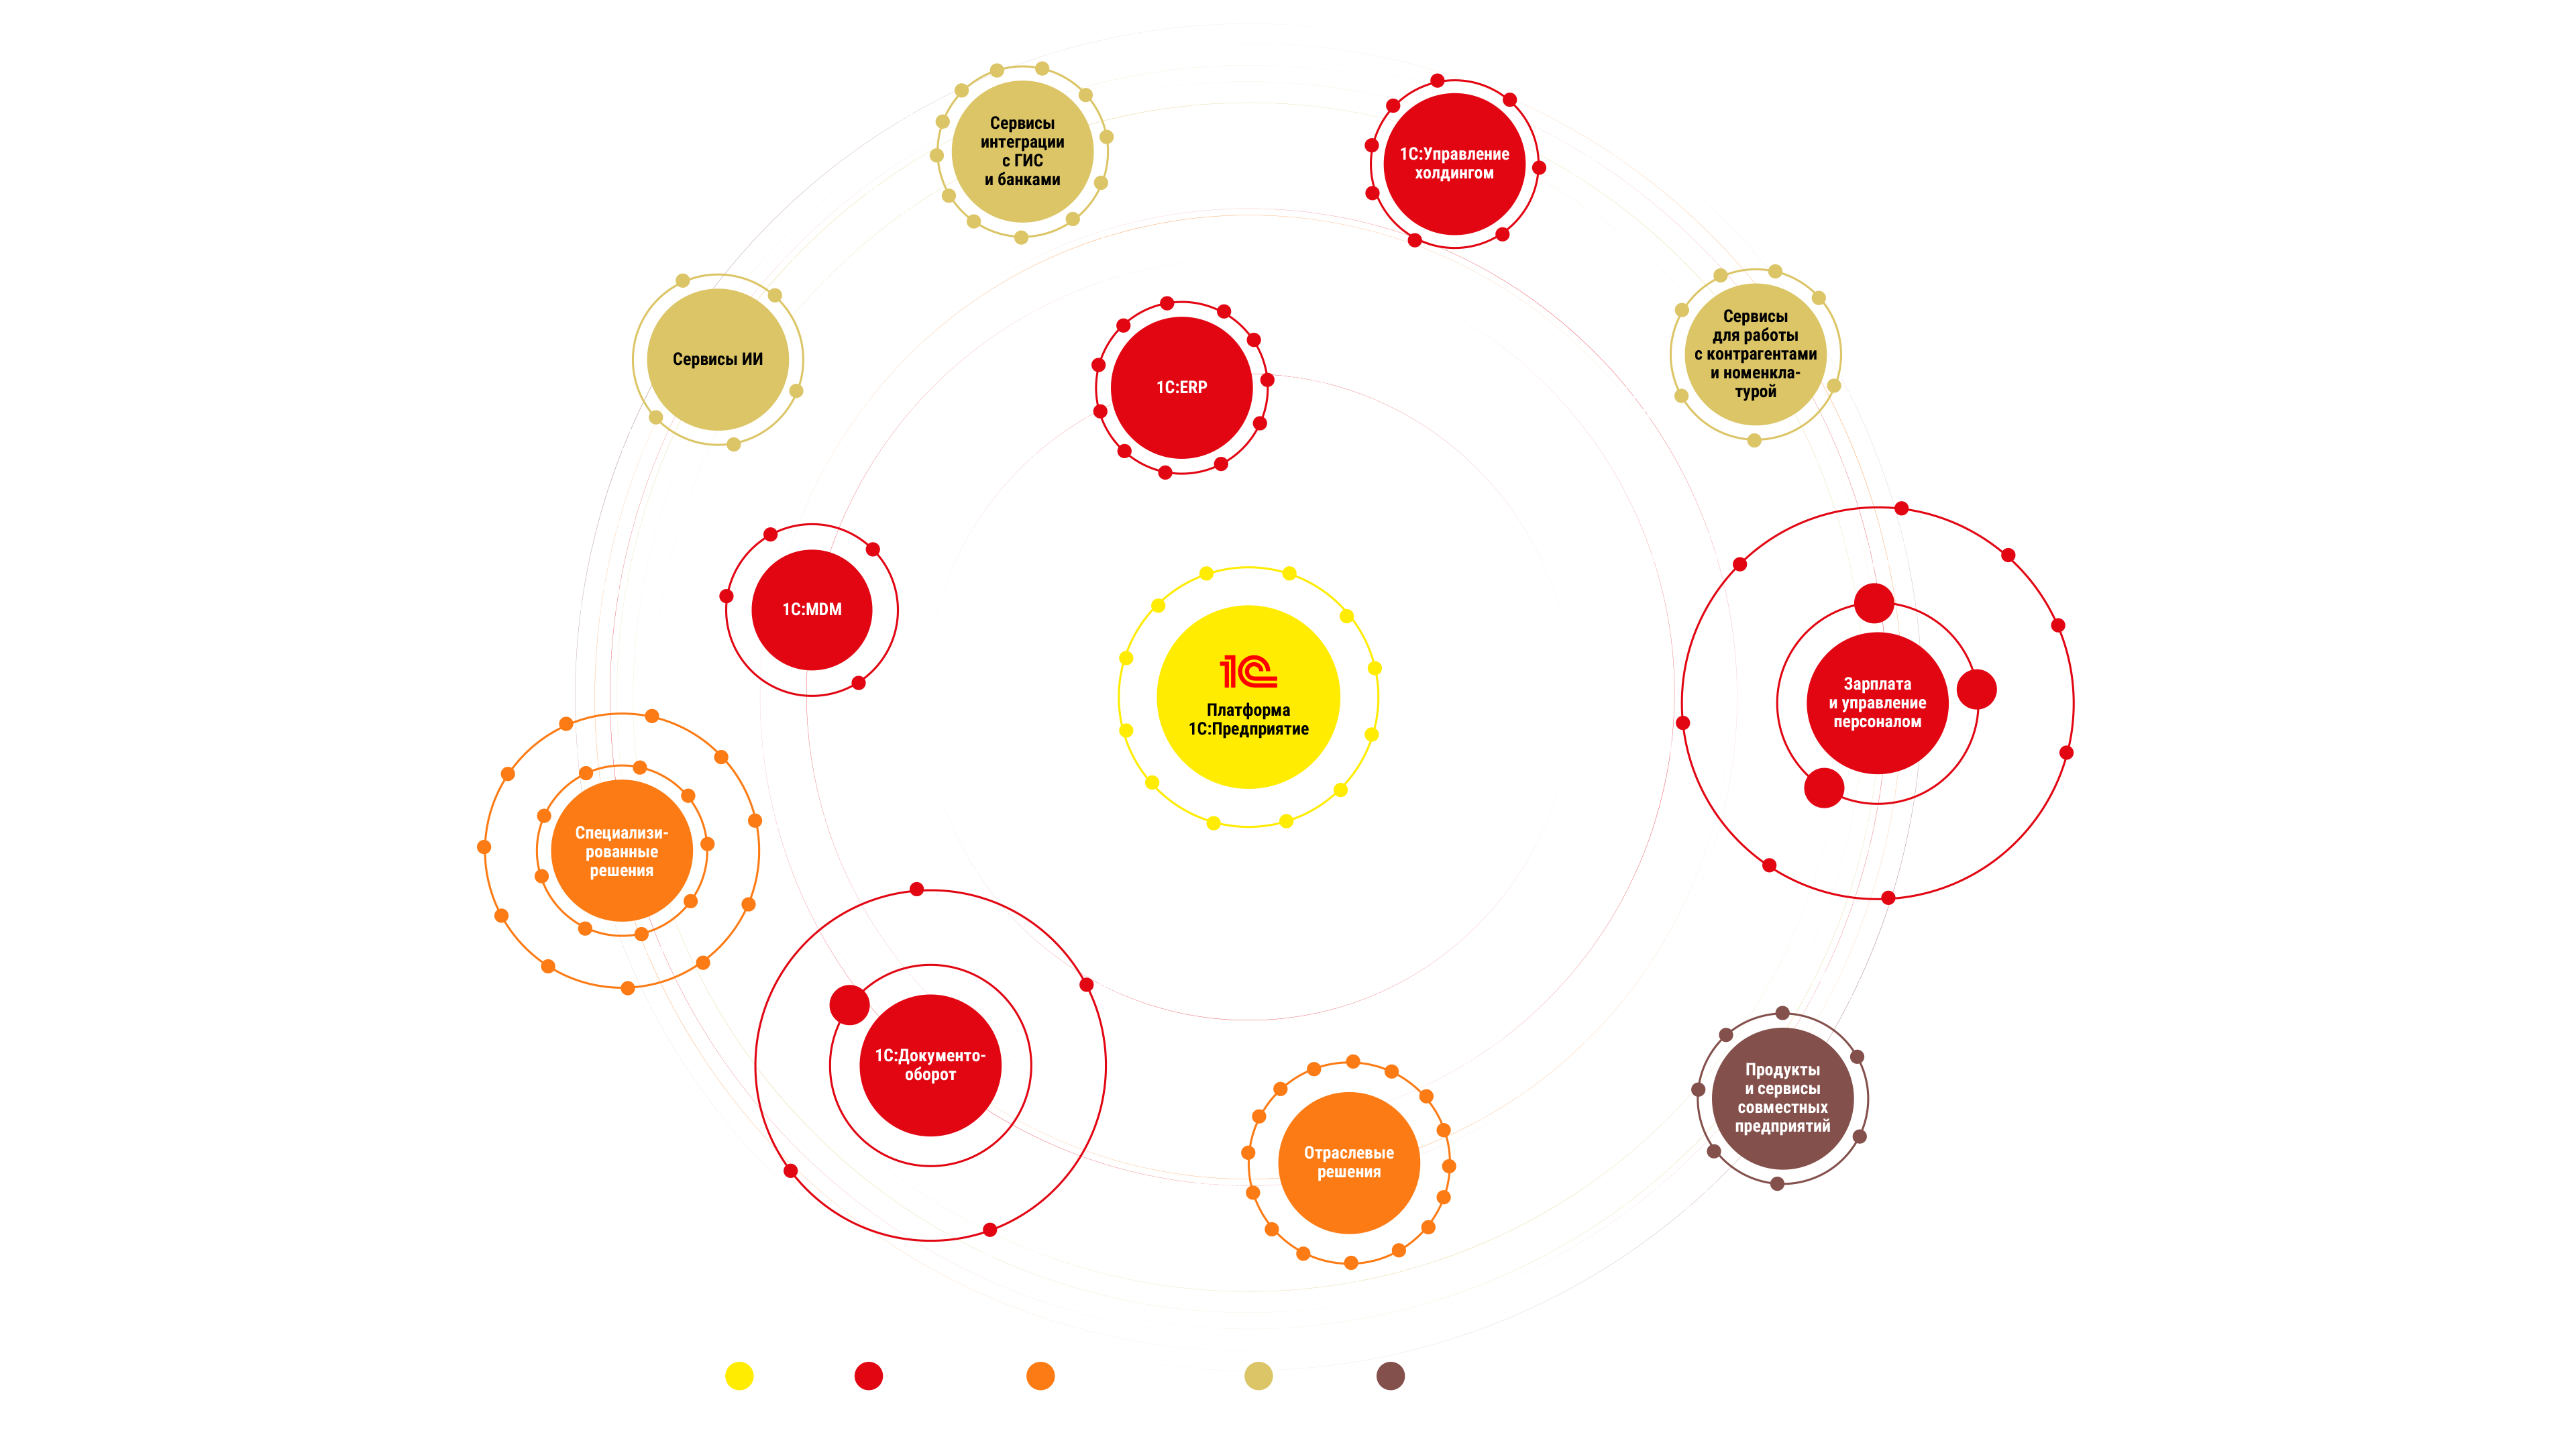 Сервисы
интеграции
с ГИС
и банками
1С:Управление
холдингом
Сервисы
для работы
с контрагентами
и номенкла-
турой
Сервисы ИИ
1С:ERP
1С:MDM
1С
Платформа
1С:Предприятие
Зарплата
и управление
персоналом
Специализи-
рованные
решения
1С:Документо-
оборот
Продукты
и сервисы
совместных
предприятий
Отраслевые
решения